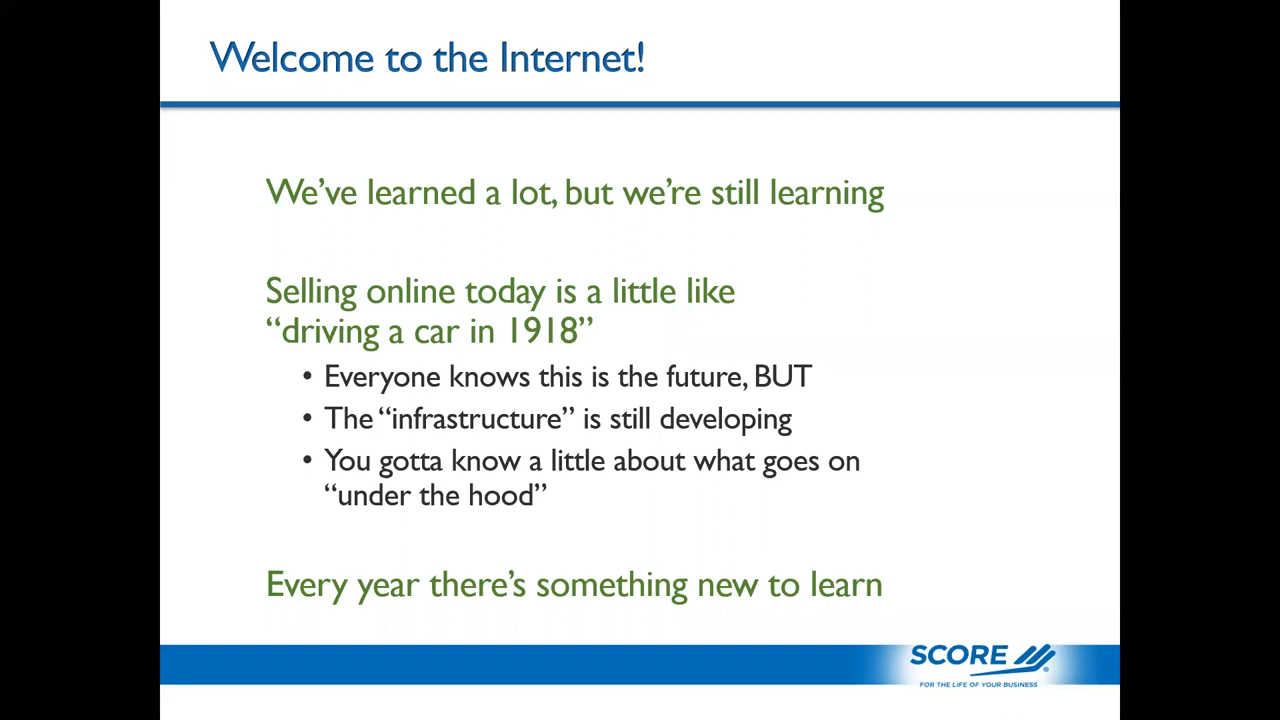 Welcome to the Internet!
We’ve learned a lot, but we’re still learning
Selling online today is a little like
“driving a car in 1918”
• Everyone knows this is the future, BUT
• The “infrastructure” is still developing
• You gotta know a little about what goes on
“under the hood”
Every year there’s something new to learn
SCORE
FOR THE LIFE OF YOUR BUSINESS